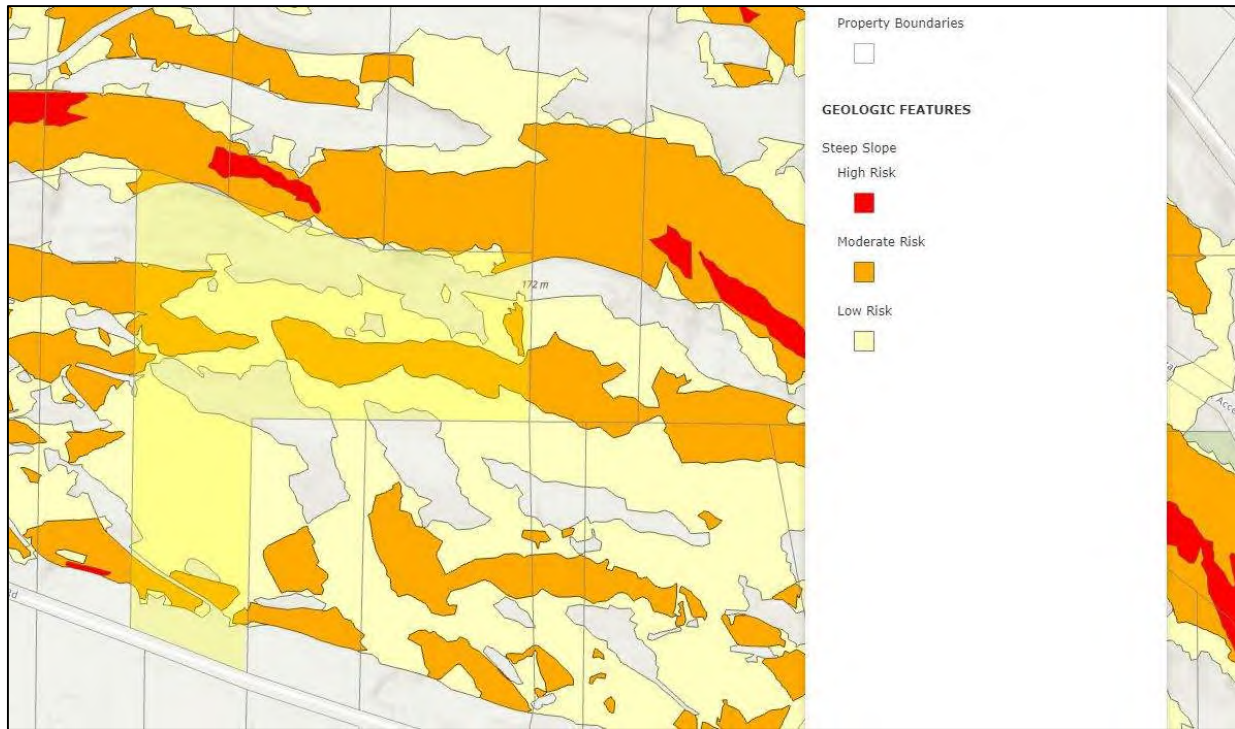 Property Boundaries
GEOLOGIC FEATURES
Steep Slope
High Risk
Moderate Risk
Low Risk
172 m